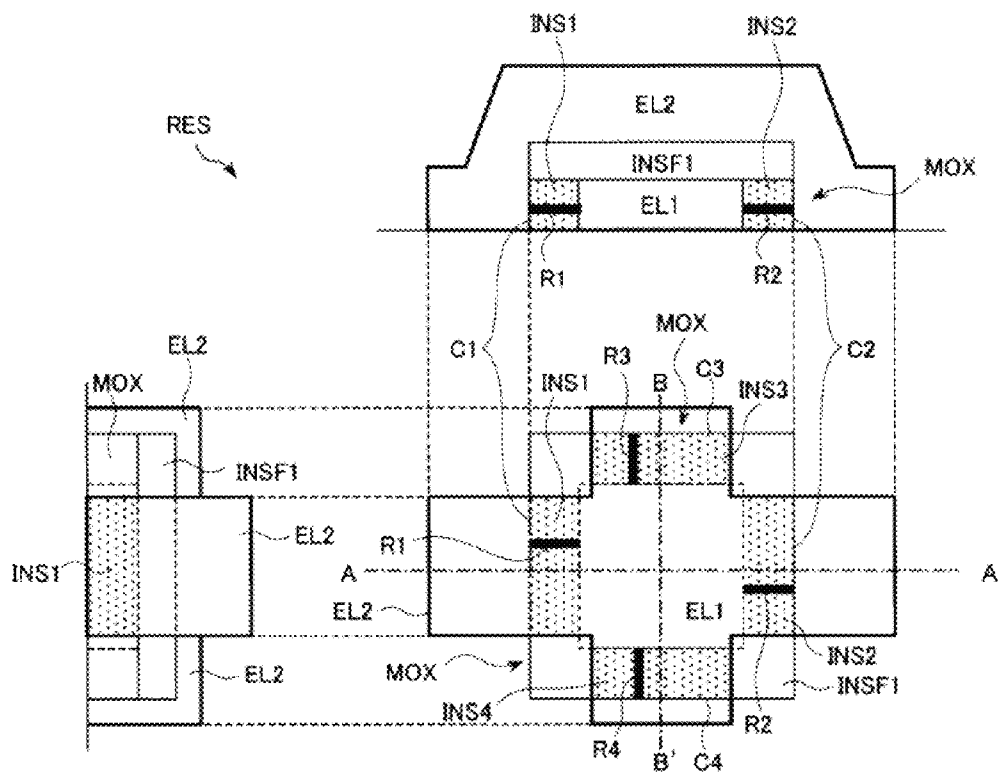 INS1 INS2
EL2
RES
INSF1
MOX
EL1
R1 R2
MOX
C1 C2
R3 C3
EL2
INS1 B INS3
MOX
INSF1
EL2
R1
INS1
A A
EL2 EL1
INS2
EL2 MOX
INSF1
INS4
R4 R2
B' C4